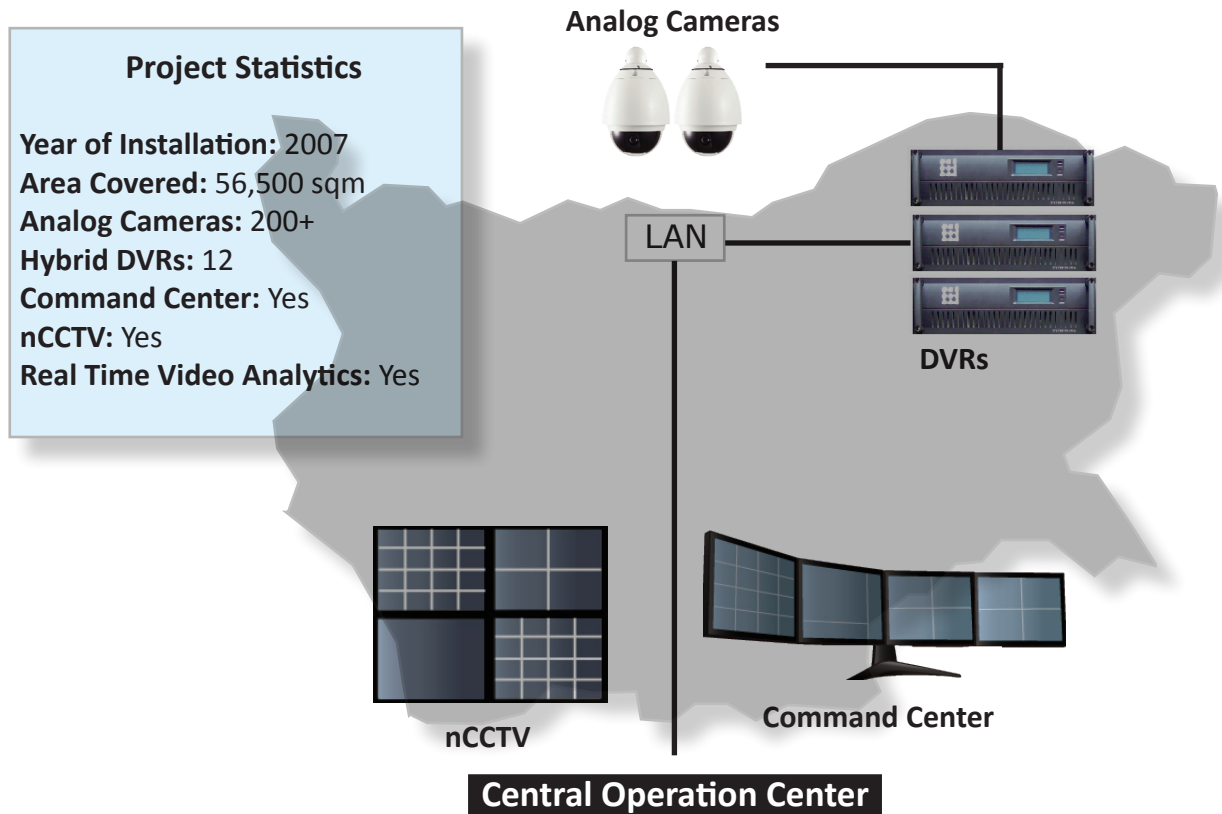 Analog Cameras
Project Statistics
Year of Installation: 2007
Area Covered: 56,500 sqm
Analog Cameras: 200+
Hybrid DVRs: 12
Command Center: Yes
nCCTV: Yes
Real Time Video Analytics: Yes
LAN
DVRs
nCCTV
Command Center
Central Operation Center